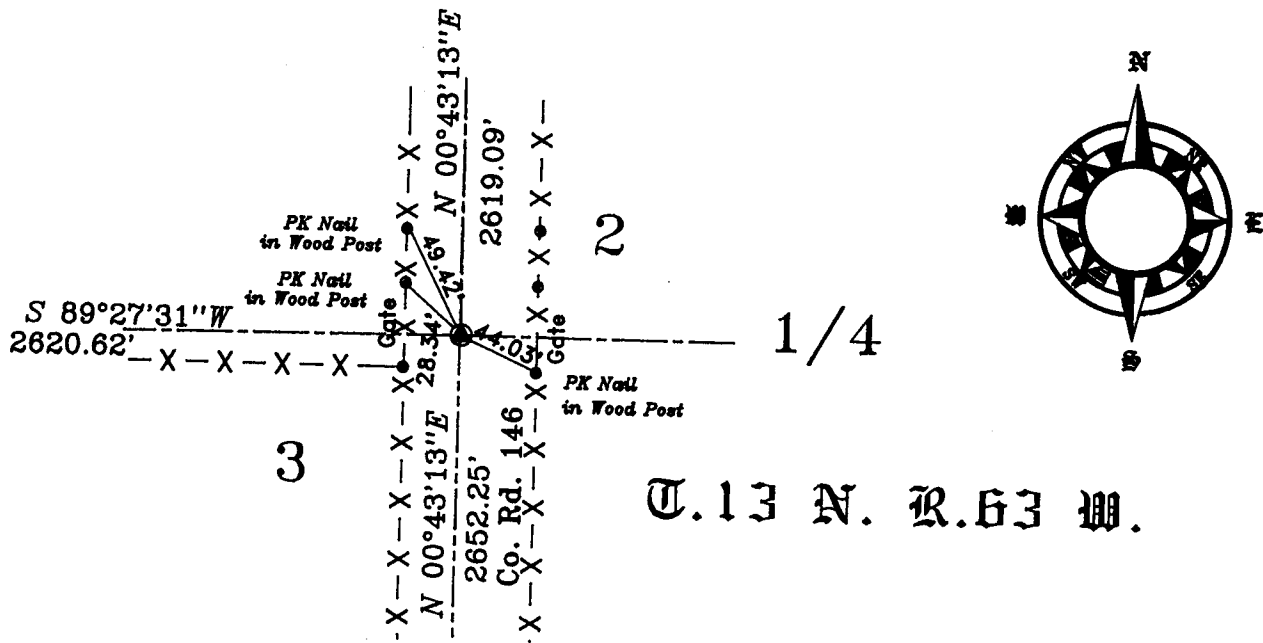 N 00°43'13"E
2619.09'
2
PK Nail
in Wood Post
PK Nail
in Wood Post
S 89°27'31"W
2620.62'
Gate
28.34'
44.03'
Gate
1/4
PK Nail
in Wood Post
3
N 00°43'13"E
2652.25'
Co. Rd. 146
T.13 N. R.63 W.
N
NE
E
SE
S
W